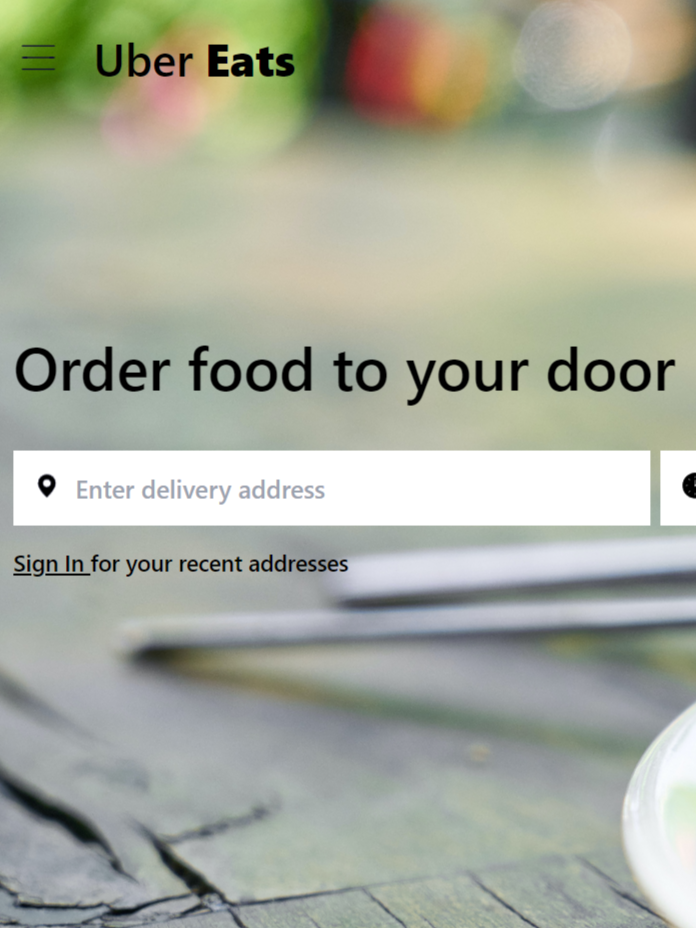 Uber Eats
Order food to your door
Enter delivery address
Sign In for your recent addresses